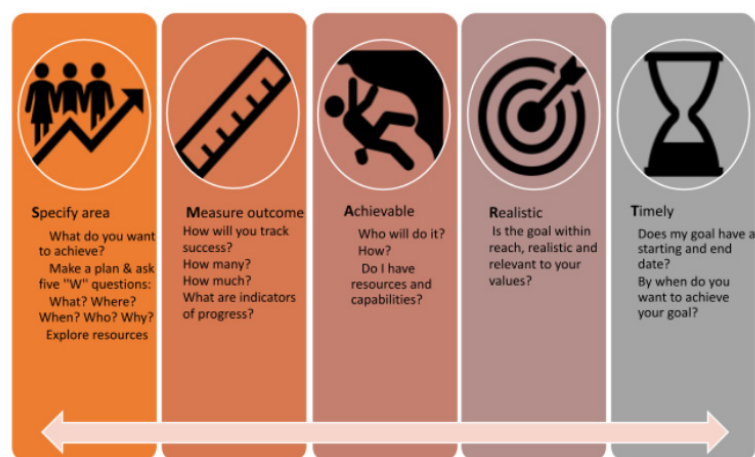 Specify area
What do you want
to achieve?
Make a plan & ask
five "W" questions:
What? Where?
When? Who? Why?
Explore resources
Measure outcome
How will you track
success?
How many?
How much?
What are indicators
of progress?
Achievable
Who will do it?
How?
Do I have
resources and
capabilities?
Realistic
Is the goal within
reach, realistic and
relevant to your
values?
Timely
Does my goal have a
starting and end
date?
By when do you
want to achieve
your goal?